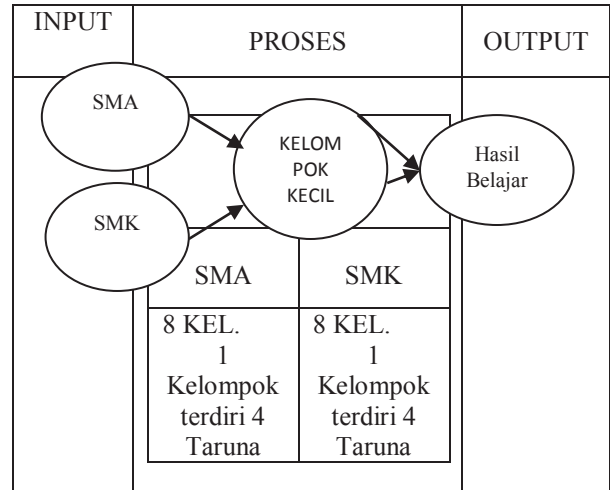 INPUT
PROSES
OUTPUT
SMA
SMK
KELOM
POK
KECIL
Hasil
Belajar
SMA
SMK
8 KEL.
1
Kelompok
terdiri 4
Taruna
8 KEL.
1
Kelompok
terdiri 4
Taruna